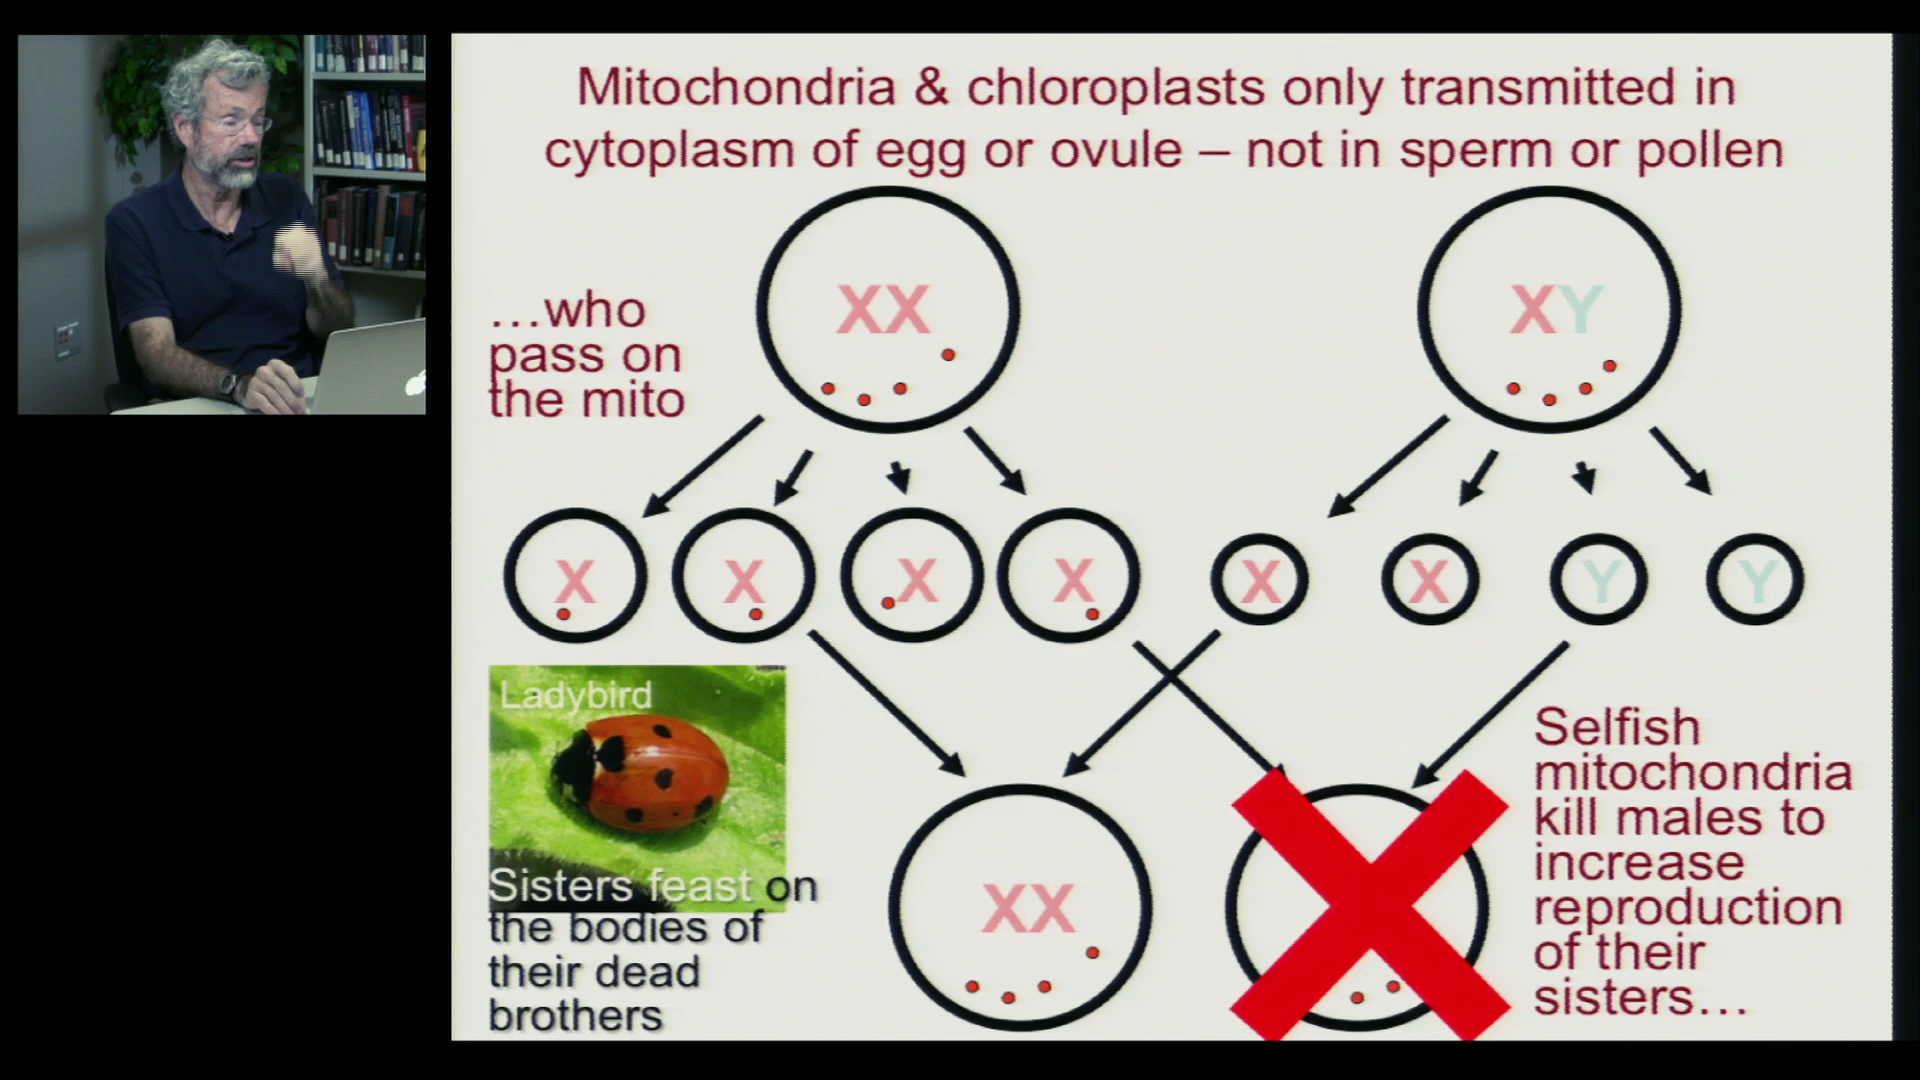 Mitochondria & chloroplasts only transmitted in
cytoplasm of egg or ovule – not in sperm or pollen
XX
XY
…who
pass on
the mito
X
X
X
X
X
X
Y
Y
Ladybird
Sisters feast on
the bodies of
their dead
brothers
XX
Selfish
mitochondria
kill males to
increase
reproduction
of their
sisters…